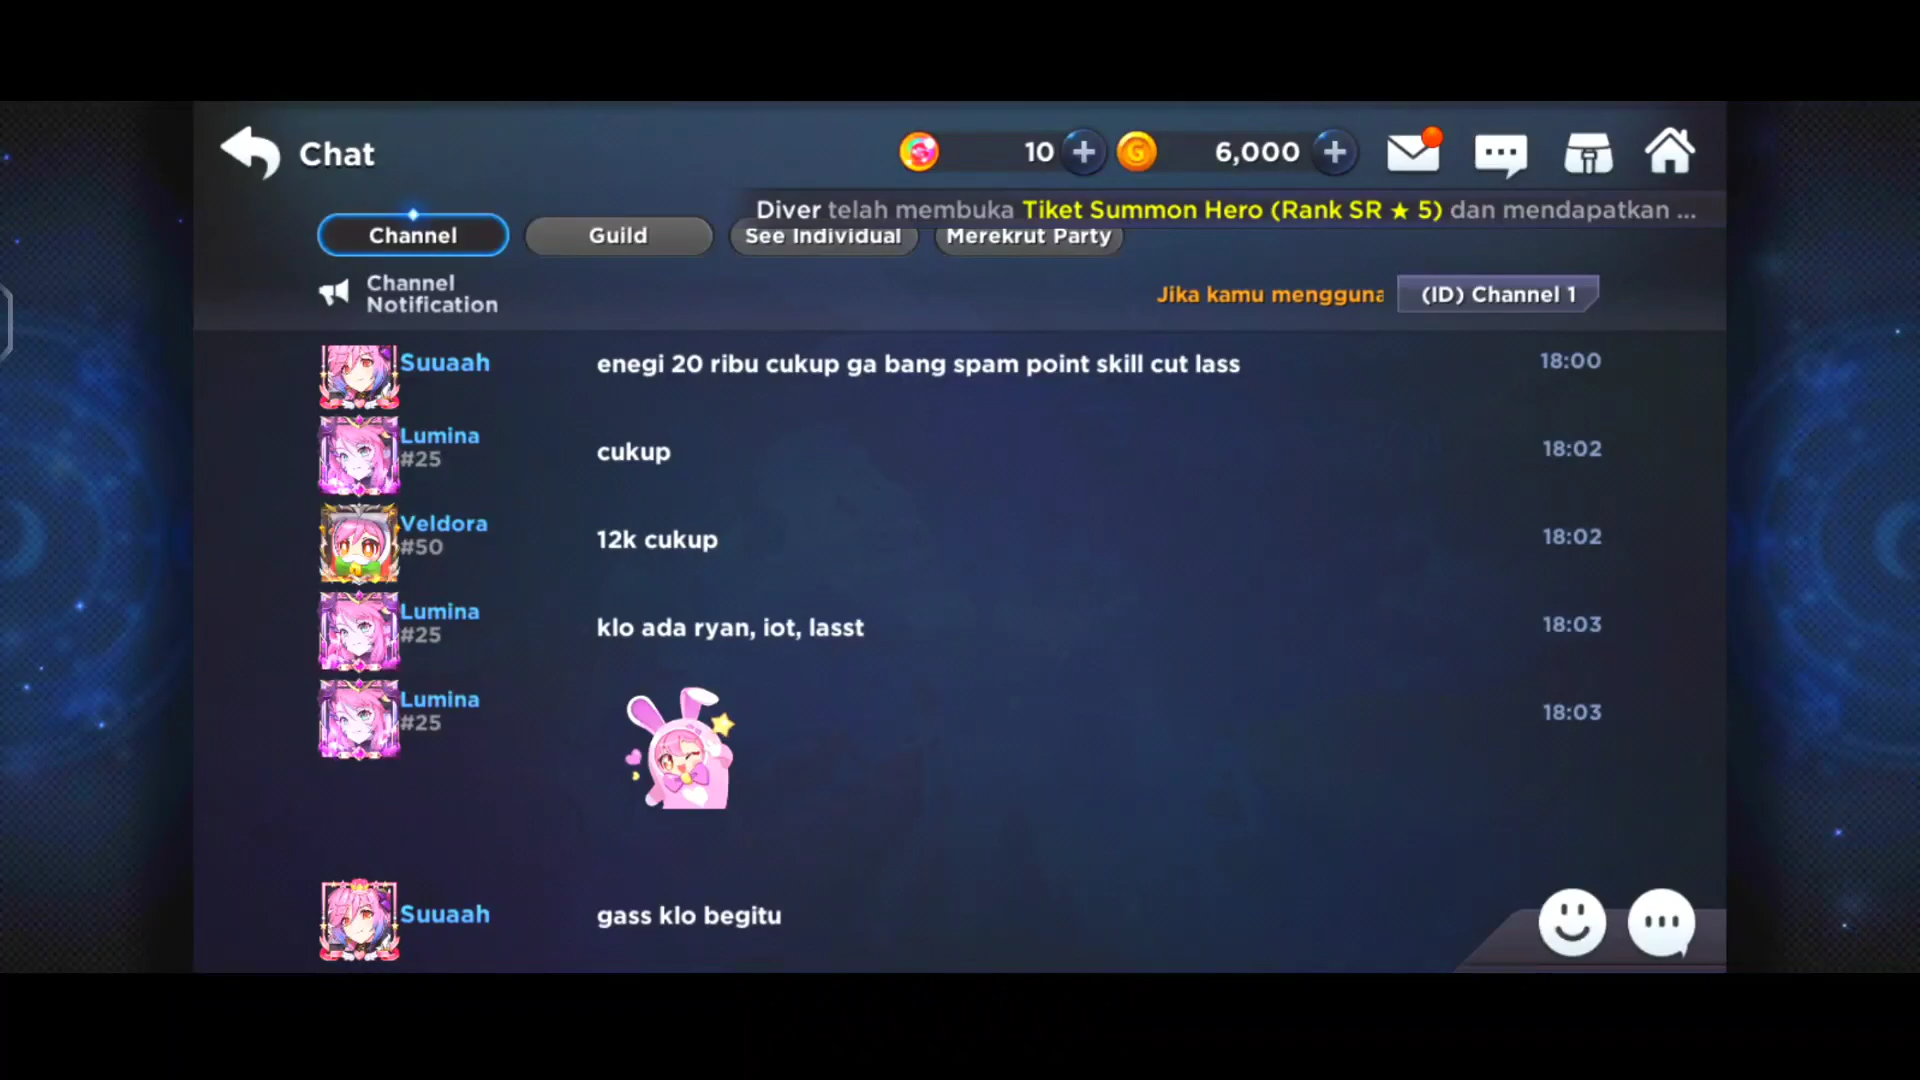 Chat
10
6,000
Diver telah membuka Tiket Summon Hero (Rank SR ★ 5) dan mendapatkan ...
Channel
Guild
See Individual
Merekrut Party
Channel
Notification
Jika kamu mengguna
(ID) Channel 1
Suuaah
enegi 20 ribu cukup ga bang spam point skill cut lass
18:00
Lumina
#25
cukup
18:02
Veldora
#50
12k cukup
18:02
Lumina
#25
klo ada ryan, iot, lasst
18:03
Lumina
#25
18:03
Suuaah
gass klo begitu